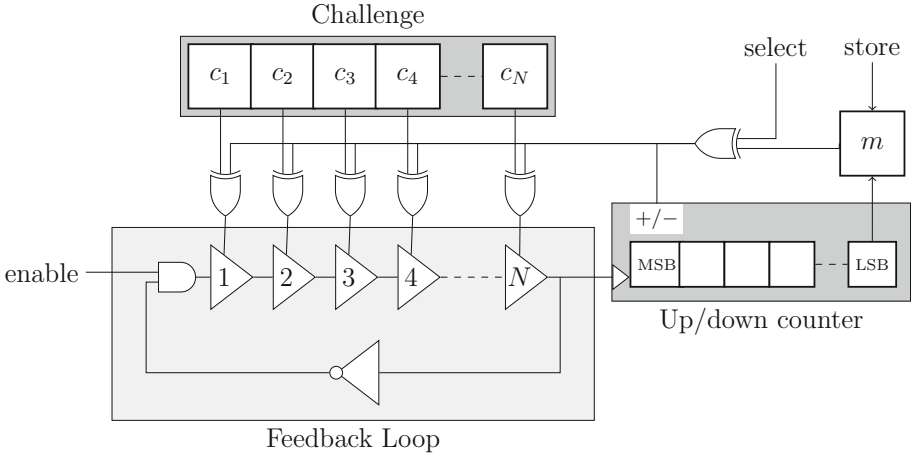 Challenge
c1 c2 c3 c4 cN
select store
m
+/−
enable 1 2 3 4 N
MSB LSB
Up/down counter
Feedback Loop